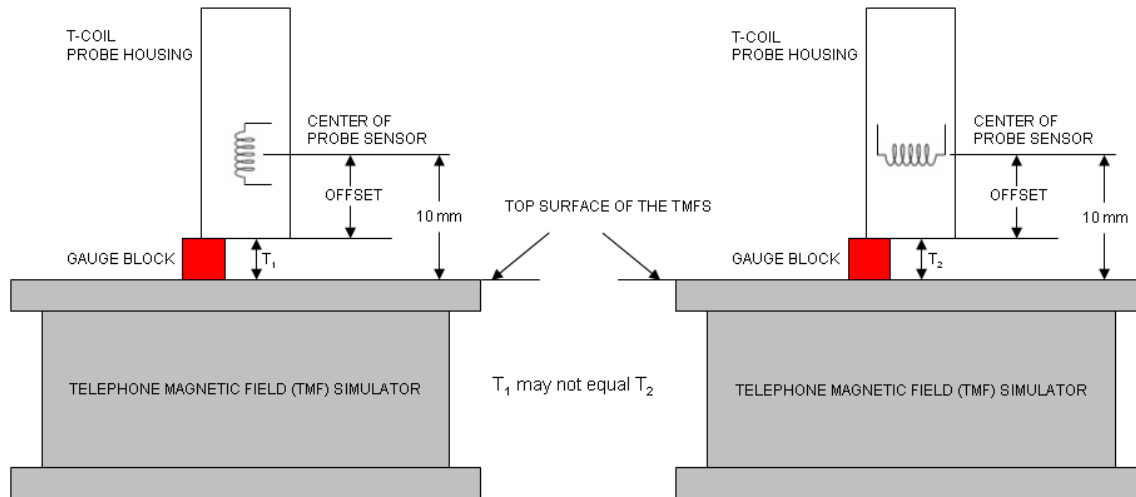 T-COIL
PROBE HOUSING
CENTER OF
PROBE SENSOR
OFFSET
10 mm
GAUGE BLOCK
T1
TELEPHONE MAGNETIC FIELD (TMF) SIMULATOR
TOP SURFACE OF THE TMFS
T1 may not equal T2
T-COIL
PROBE HOUSING
CENTER OF
PROBE SENSOR
OFFSET
10 mm
GAUGE BLOCK
T2
TELEPHONE MAGNETIC FIELD (TMF) SIMULATOR